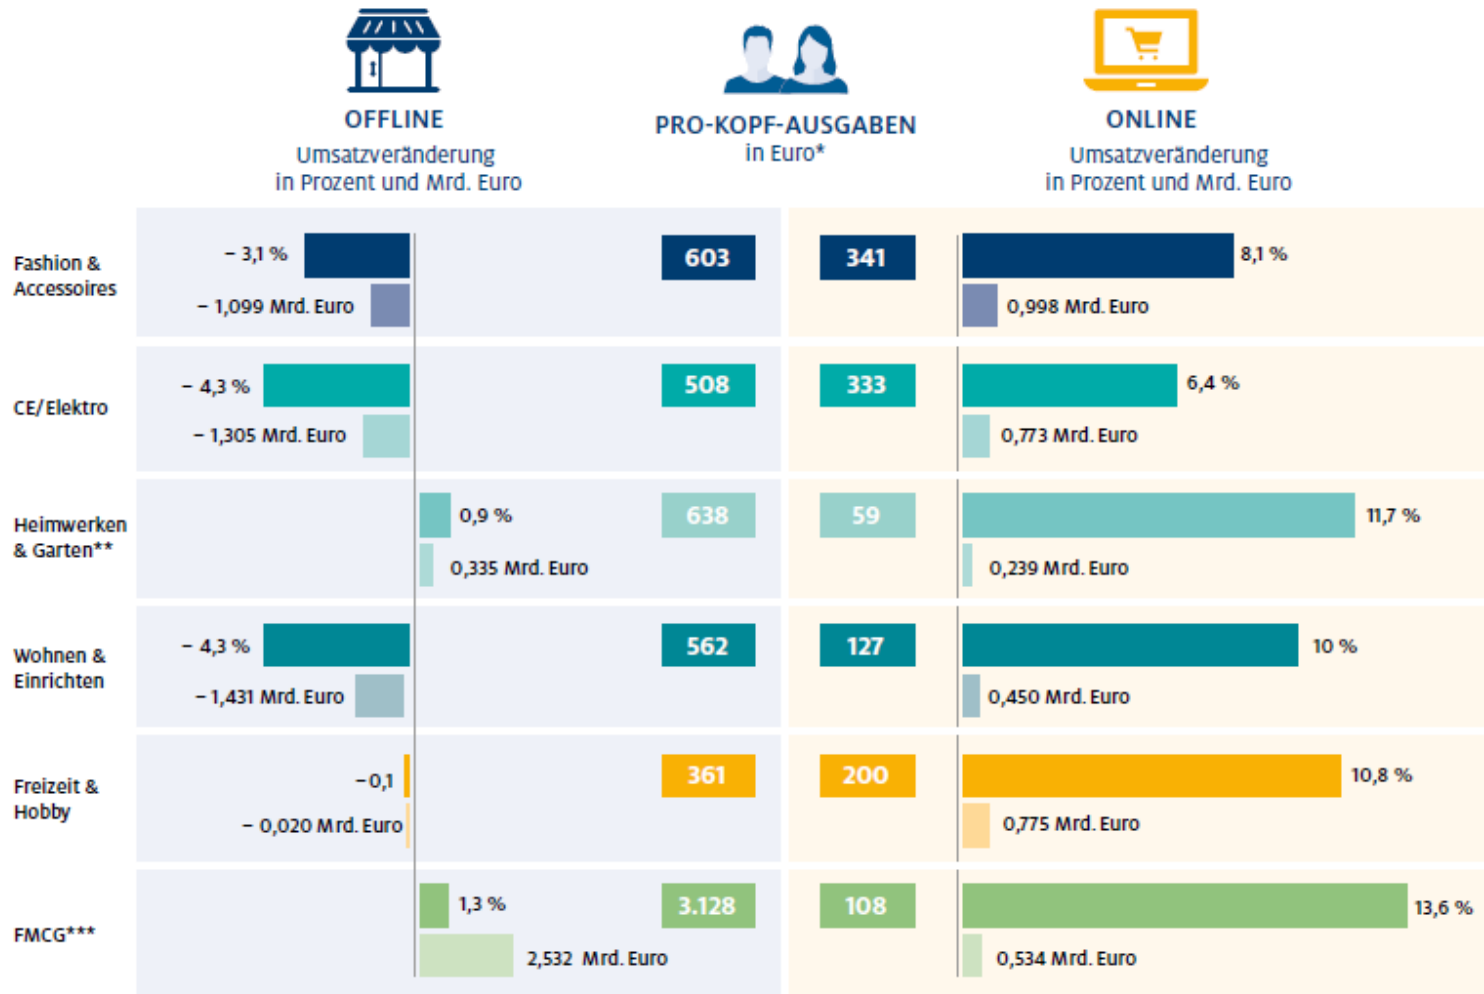 OFFLINE
Umsatzveränderung
in Prozent und Mrd. Euro
PRO-KOPF-AUSGABEN
in Euro*
ONLINE
Umsatzveränderung
in Prozent und Mrd. Euro
Fashion &
Accessoires
– 3,1 %
– 1,099 Mrd. Euro
603
341
8,1 %
0,998 Mrd. Euro
CE/Elektro
– 4,3 %
– 1,305 Mrd. Euro
508
333
6,4 %
0,773 Mrd. Euro
Heimwerken
& Garten**
0,9 %
0,335 Mrd. Euro
638
59
11,7 %
0,239 Mrd. Euro
Wohnen &
Einrichten
– 4,3 %
– 1,431 Mrd. Euro
562
127
10 %
0,450 Mrd. Euro
Freizeit &
Hobby
– 0,1
– 0,020 Mrd. Euro
361
200
10,8 %
0,775 Mrd. Euro
FMCG***
1,3 %
2,532 Mrd. Euro
3.128
108
13,6 %
0,534 Mrd. Euro